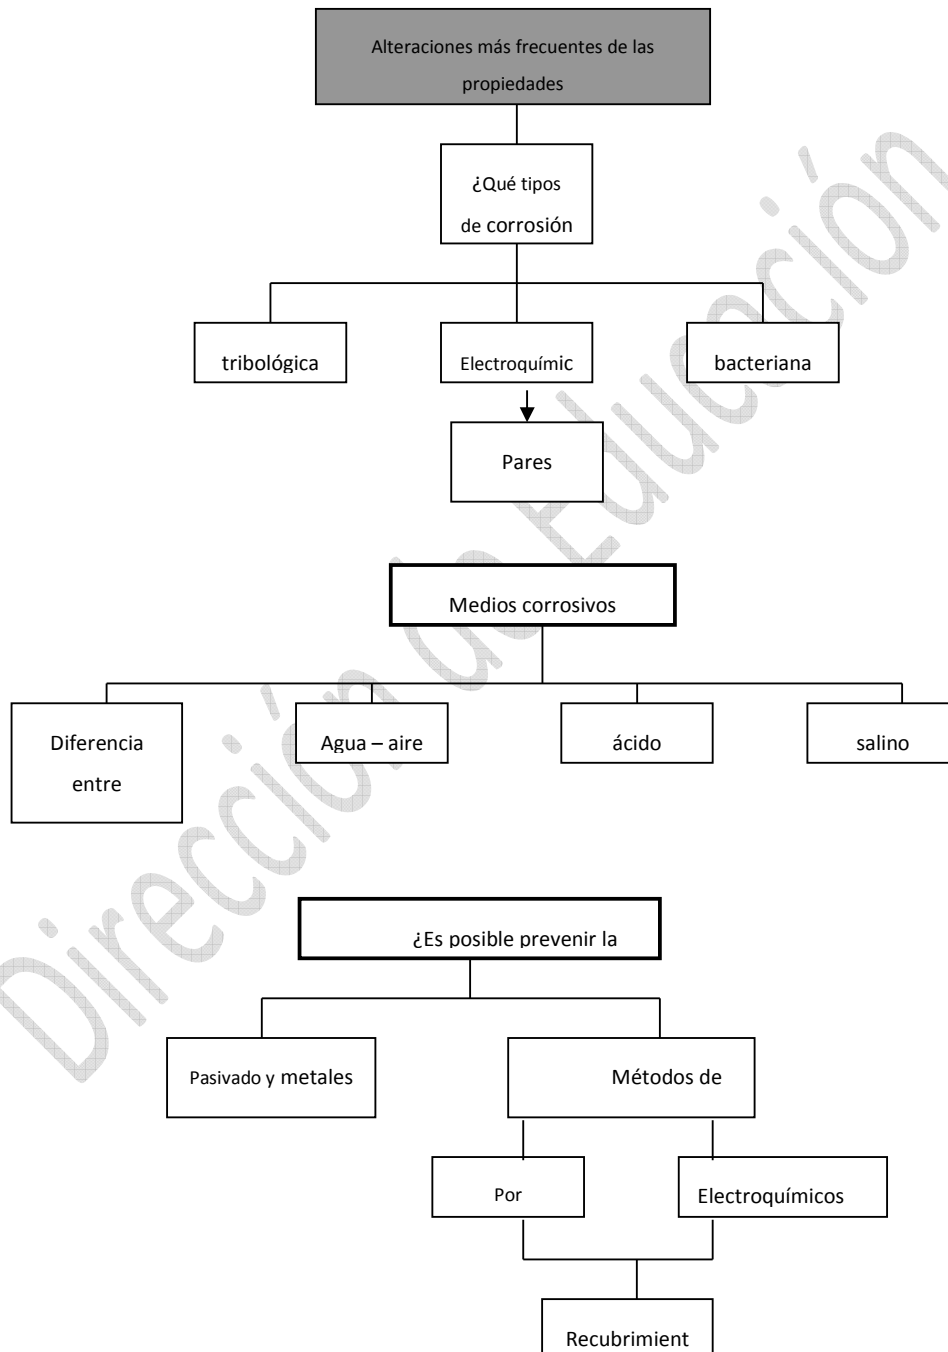 Alteraciones más frecuentes de las
propiedades
¿Qué tipos
de corrosión
tribológica
Electroquímic
bacteriana
Pares
Medios corrosivos
Diferencia
entre
Agua – aire
ácido
salino
¿Es posible prevenir la
Pasivado y metales
Métodos de
Por
Electroquímicos
Recubrimient
Dirección de Educación